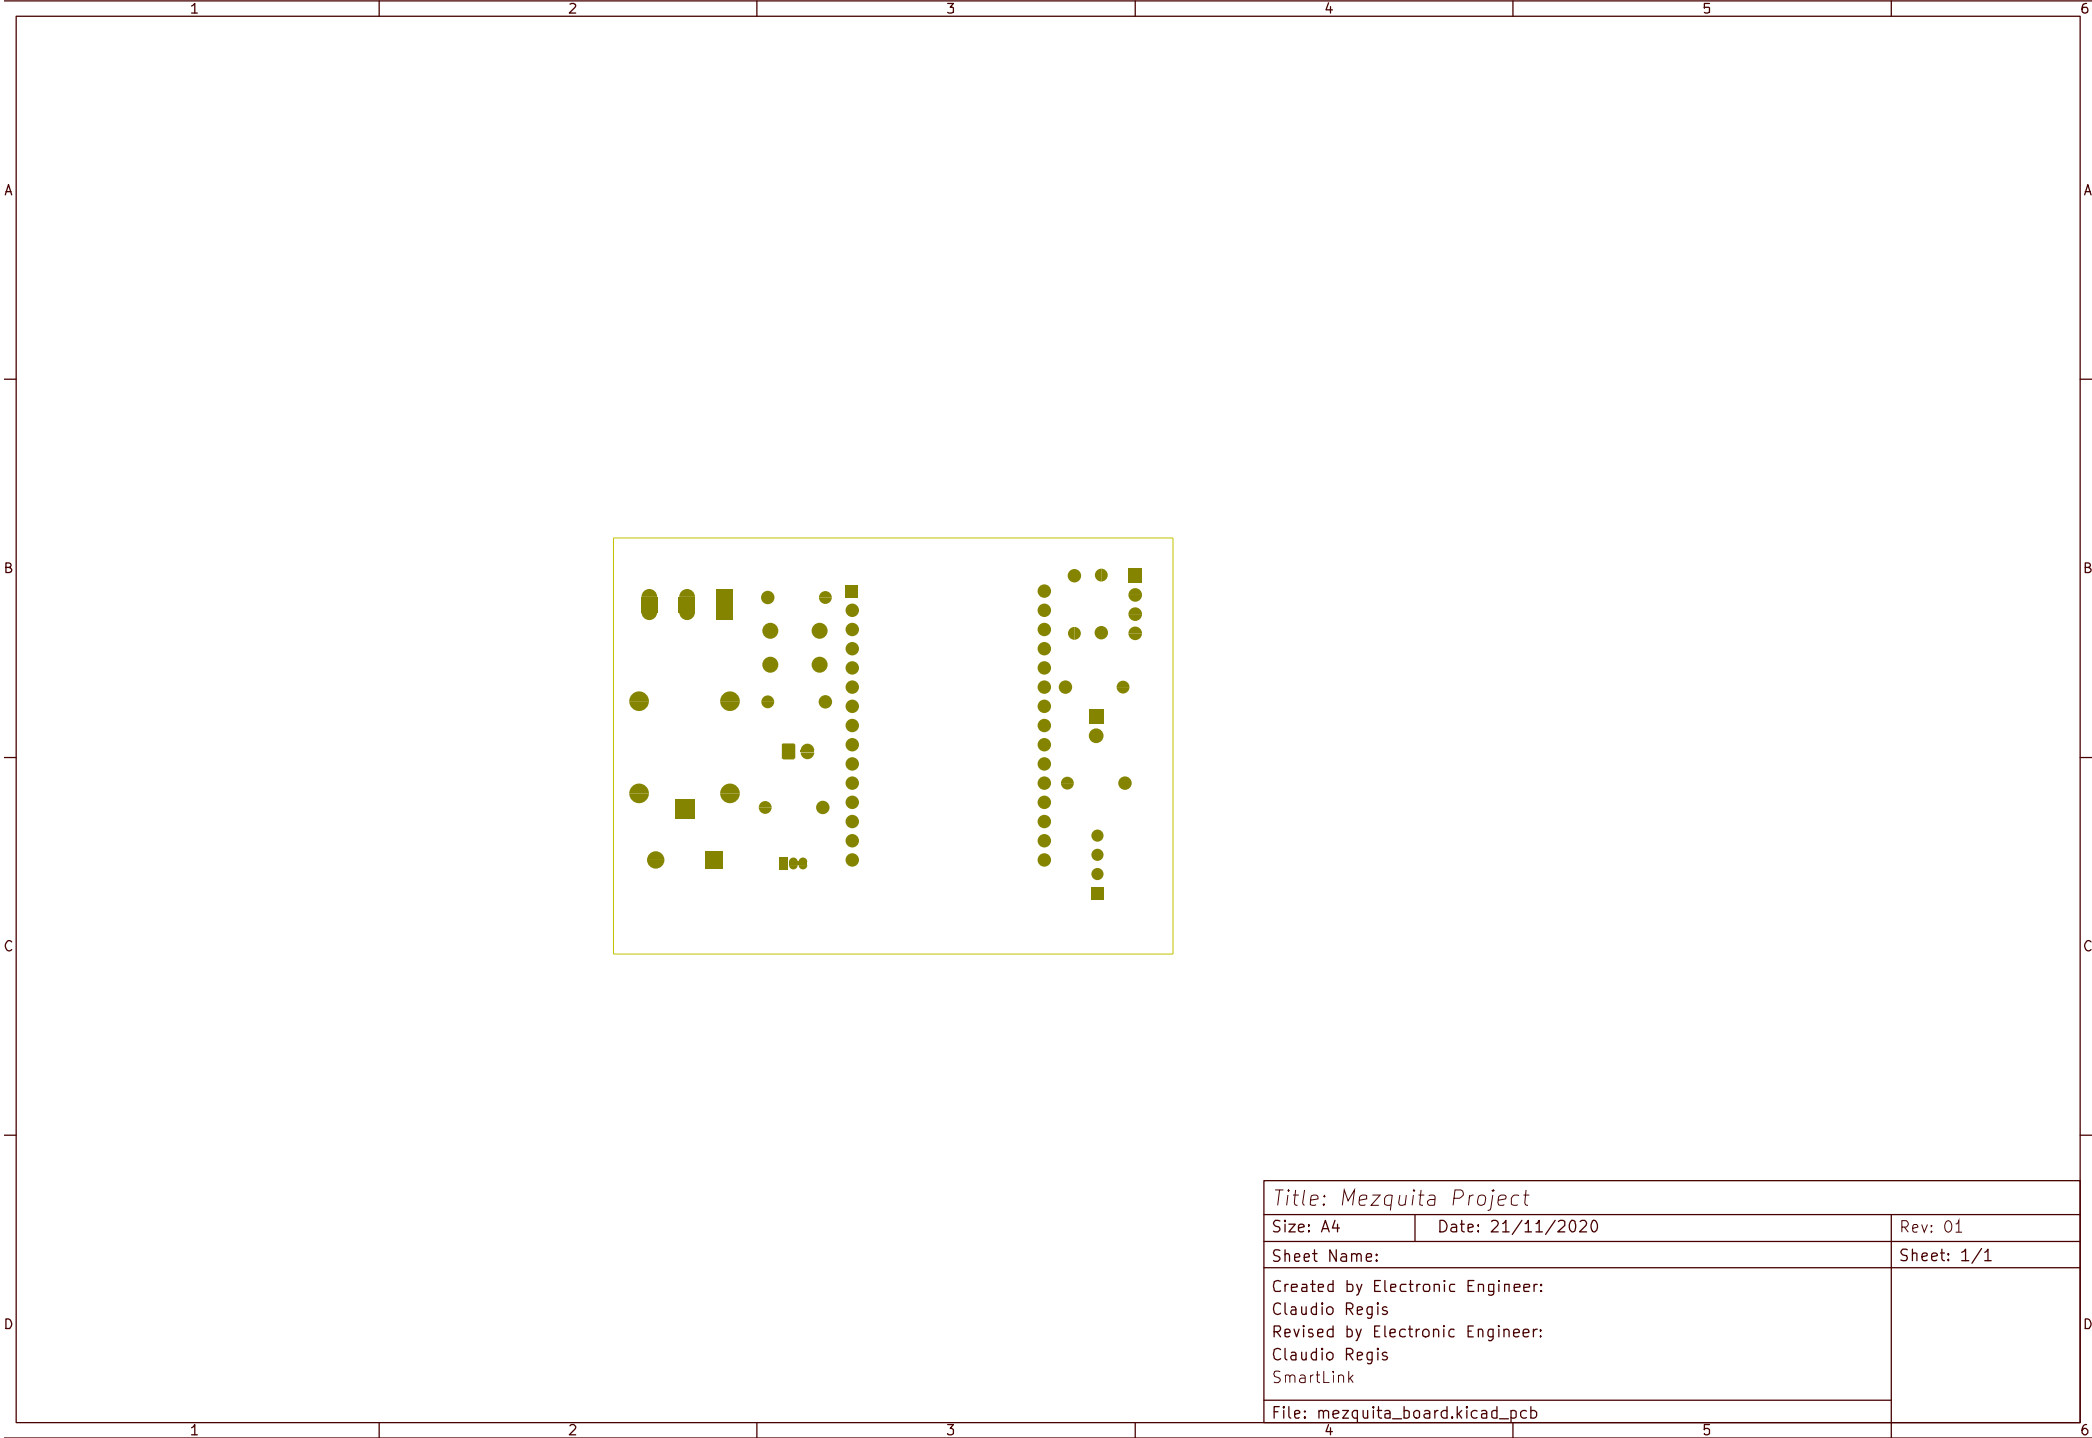 1 2 3 4 5 6
A A
B B
C C
Title: Mezquita Project
Size: A4 Date: 21/11/2020 Rev: 01
Sheet Name: Sheet: 1/1
Created by Electronic Engineer:
Claudio Regis
D D
Revised by Electronic Engineer:
Claudio Regis
SmartLink
File: mezquita_board.kicad_pcb
1 2 3 4 5 6